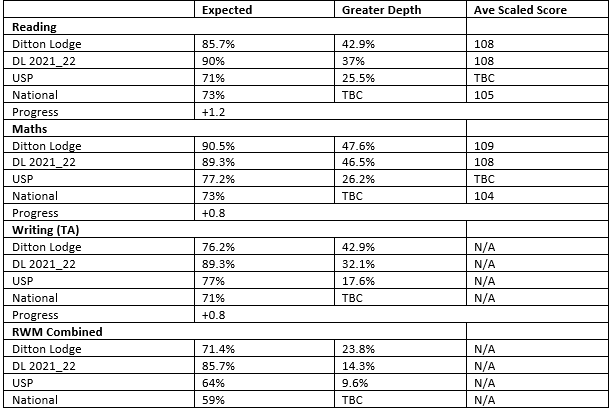 Expected Greater Depth Ave Scaled Score
Reading
Ditton Lodge 85.7% 42.9% 108
DL 2021_22 90% 37% 108
USP 71% 25.5% TBC
National 73% TBC 105
Progress +1.2
Maths
Ditton Lodge 90.5% 47.6% 109
DL 2021_22 89.3% 46.5% 108
USP 77.2% 26.2% TBC
National 73% TBC 104
Progress +0.8
Writing (TA)
Ditton Lodge 76.2% 42.9% N/A
DL 2021_22 89.3% 32.1% N/A
USP 77% 17.6% N/A
National 71% TBC N/A
Progress +0.8
RWM Combined
Ditton Lodge 71.4% 23.8% N/A
DL 2021_22 85.7% 14.3% N/A
USP 64% 9.6% N/A
National 59% TBC N/A